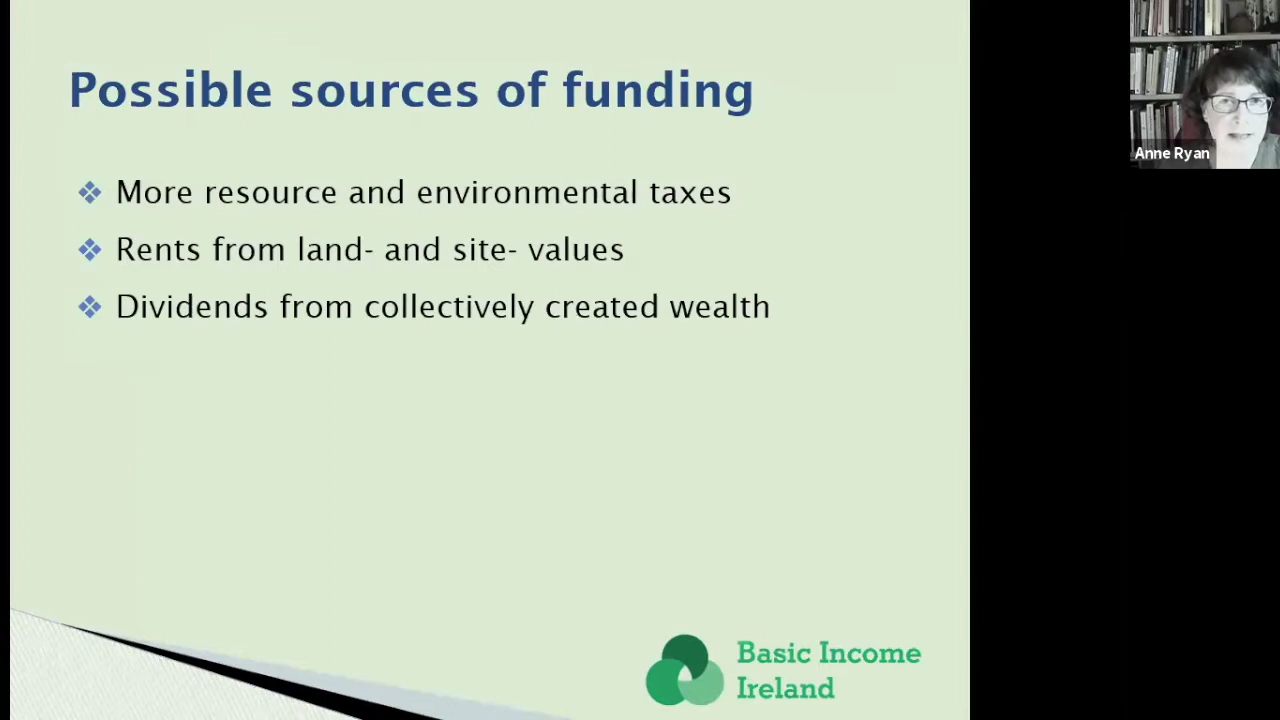 Possible sources of funding
More resource and environmental taxes
Rents from land- and site- values
Dividends from collectively created wealth
Basic Income
Ireland
Anne Ryan